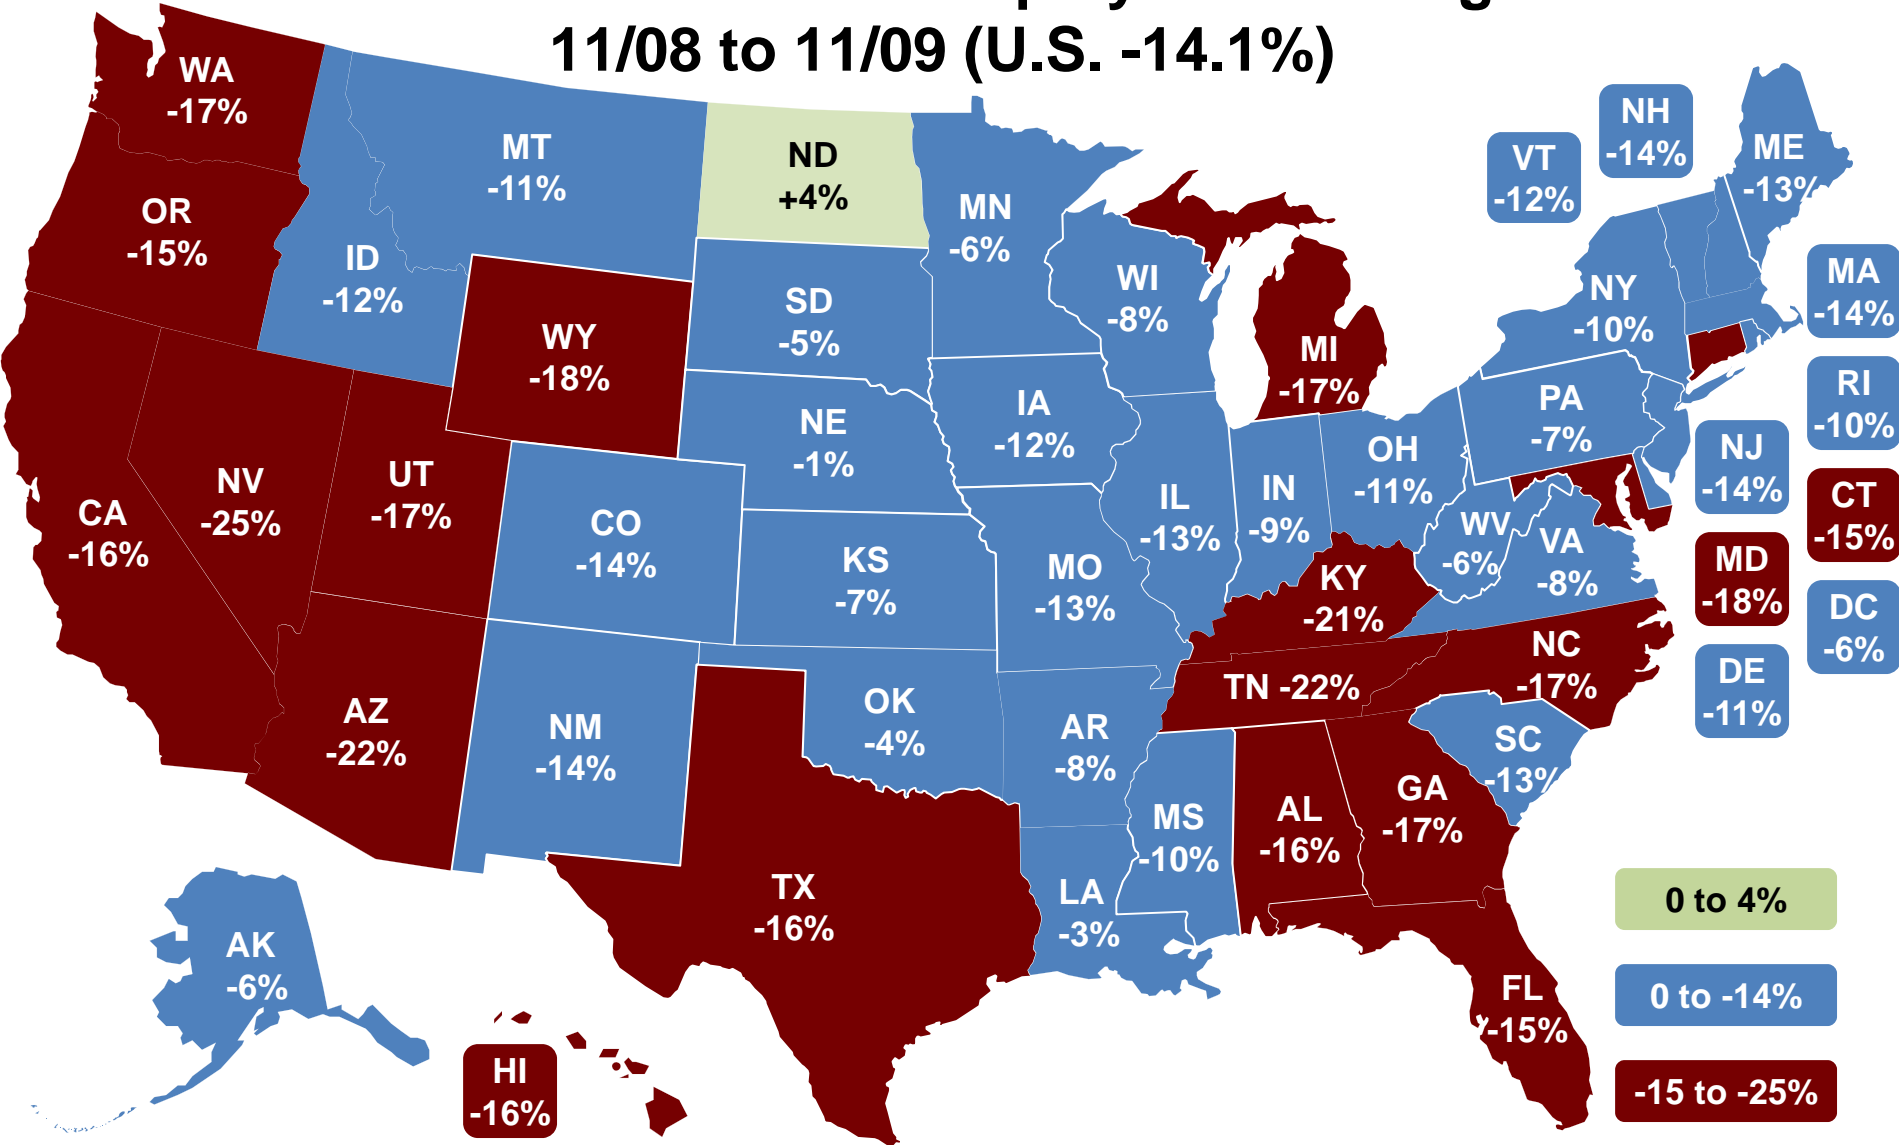 11/08 to 11/09 (U.S. -14.1%)
WA
-17%
OR
-15%
CA
-16%
NV
-25%
ID
-12%
MT
-11%
WY
-18%
UT
-17%
AZ
-22%
CO
-14%
NM
-14%
ND
+4%
SD
-5%
NE
-1%
KS
-7%
OK
-4%
TX
-16%
MN
-6%
IA
-12%
MO
-13%
AR
-8%
LA
-3%
WI
-8%
IL
-13%
MI
-17%
IN
-9%
OH
-11%
KY
-21%
TN -22%
MS
-10%
AL
-16%
GA
-17%
FL
-15%
SC
-13%
NC
-17%
WV
-6%
VA
-8%
PA
-7%
NY
-10%
VT
-12%
NH
-14%
ME
-13%
MA
-14%
RI
-10%
CT
-15%
NJ
-14%
MD
-18%
DC
-6%
DE
-11%
AK
-6%
HI
-16%
0 to 4%
0 to -14%
-15 to -25%